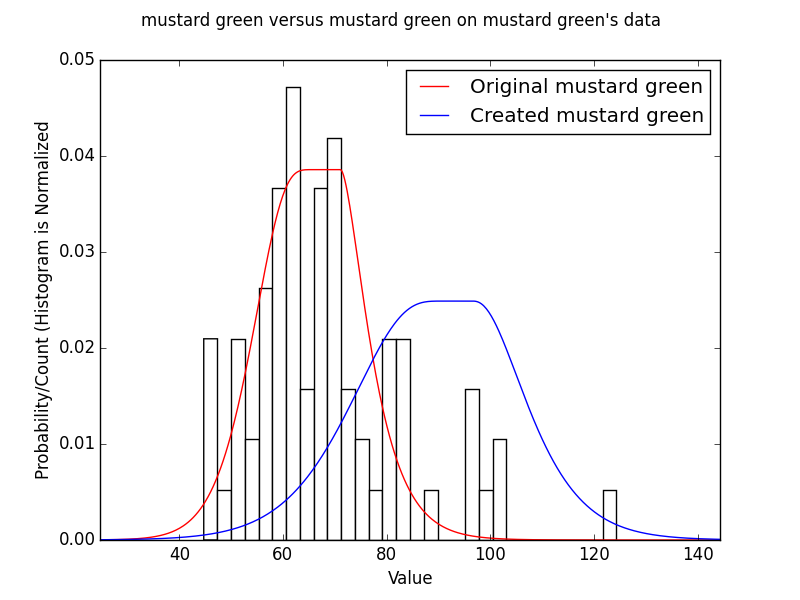 mustard green versus mustard green on mustard green's data
Original mustard green
Created mustard green
Probability/Count (Histogram is Normalized
0.05
0.04
0.03
0.02
0.01
0.00
40 60 80 100 120 140
Value